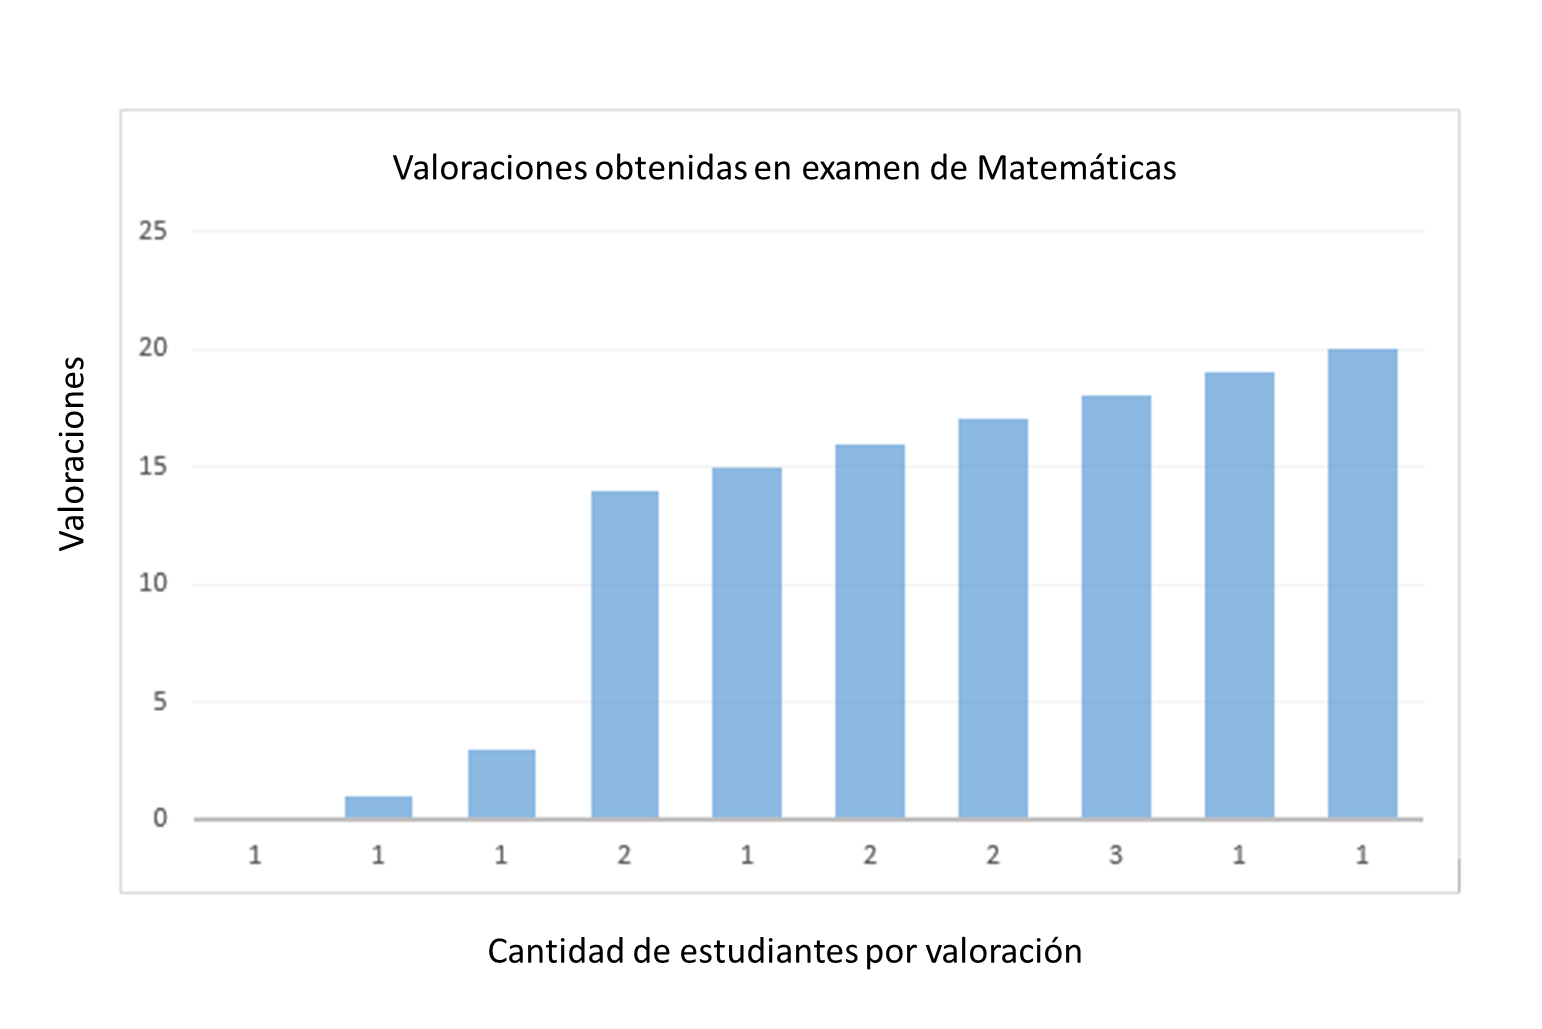 Valoraciones obtenidas en examen de Matemáticas
25
20
15
10
5
0
Valoraciones
1 1 1 2 1 2 2 3 1 1
Cantidad de estudiantes por valoración